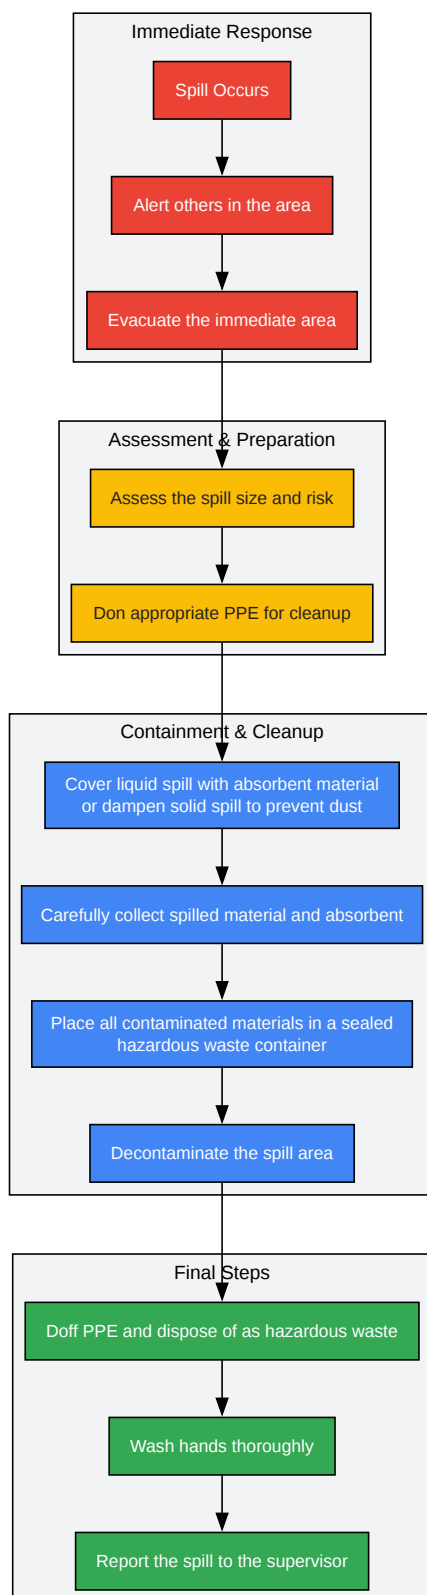 Immediate Response
Spill Occurs
Alert others in the area
Evacuate the immediate area
Assessment & Preparation
Assess the spill size and risk
Don appropriate PPE for cleanup
Containment & Cleanup
Cover liquid spill with absorbent material
or dampen solid spill to prevent dust
Carefully collect spilled material and absorbent
Place all contaminated materials in a sealed
hazardous waste container
Decontaminate the spill area
Final Steps
Doff PPE and dispose of as hazardous waste
Wash hands thoroughly
Report the spill to the supervisor